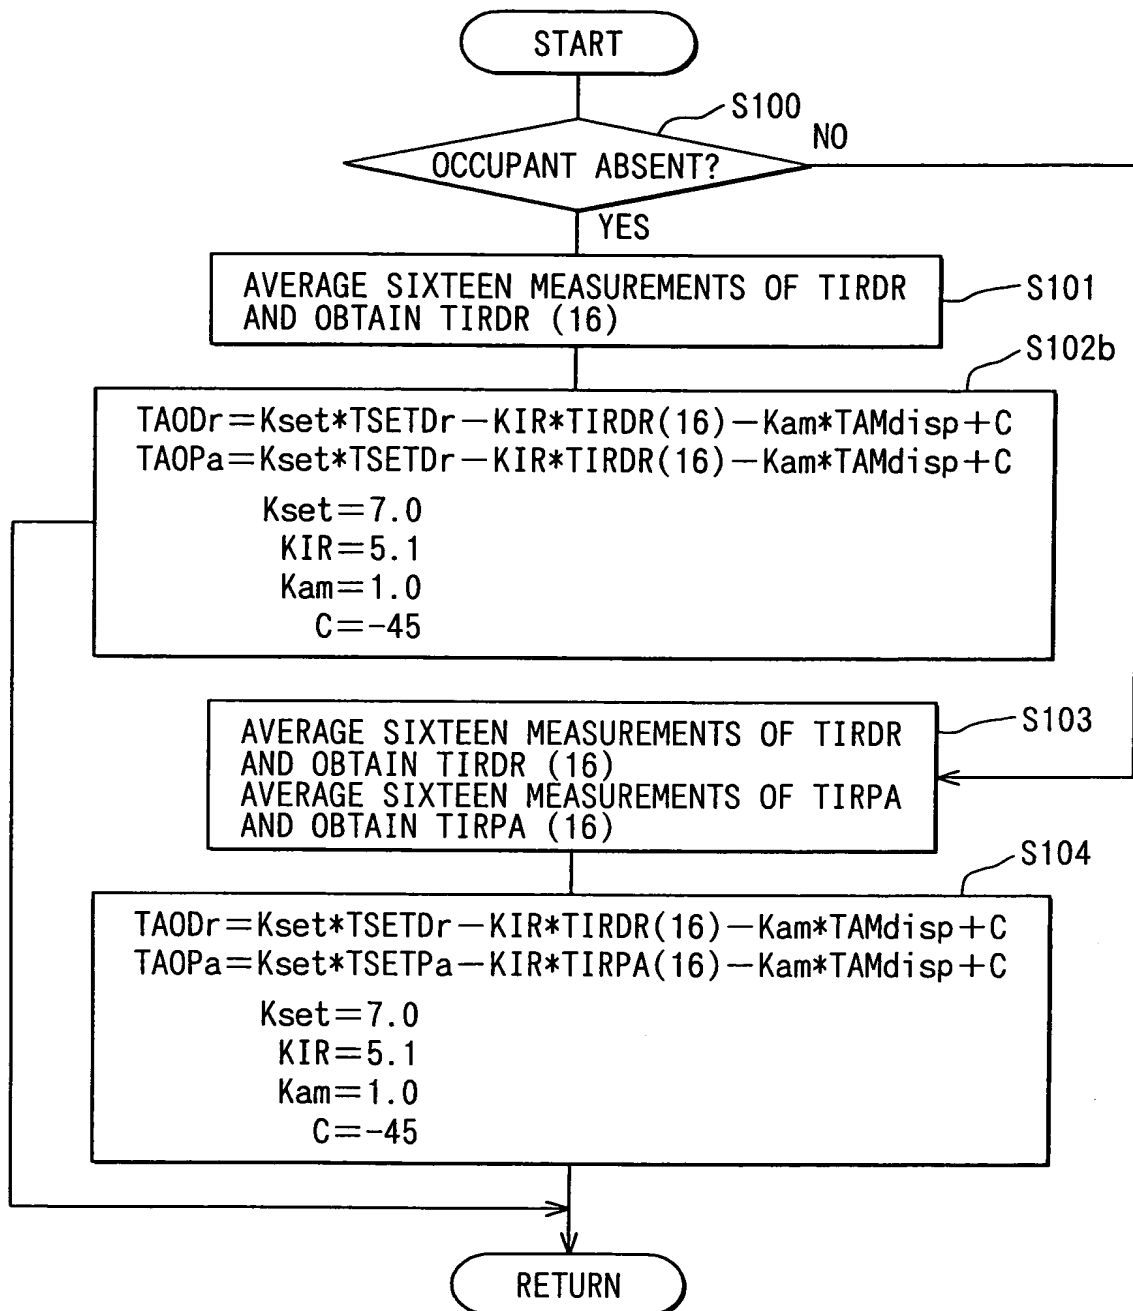 START
S100
OCCUPANT ABSENT?
NO
YES
AVERAGE SIXTEEN MEASUREMENTS OF TIRDR
AND OBTAIN TIRDR (16)
S101
S102b
TAODr=Kset*TSETDr−KIR*TIRDR(16)−Kam*TAMdisp+C
TAOPa=Kset*TSETDr−KIR*TIRDR(16)−Kam*TAMdisp+C
Kset=7.0
KIR=5.1
Kam=1.0
C=-45
AVERAGE SIXTEEN MEASUREMENTS OF TIRDR
AND OBTAIN TIRDR (16)
AVERAGE SIXTEEN MEASUREMENTS OF TIRPA
AND OBTAIN TIRPA (16)
S103
S104
TAODr=Kset*TSETDr−KIR*TIRDR(16)−Kam*TAMdisp+C
TAOPa=Kset*TSETPa−KIR*TIRPA(16)−Kam*TAMdisp+C
Kset=7.0
KIR=5.1
Kam=1.0
C=-45
RETURN